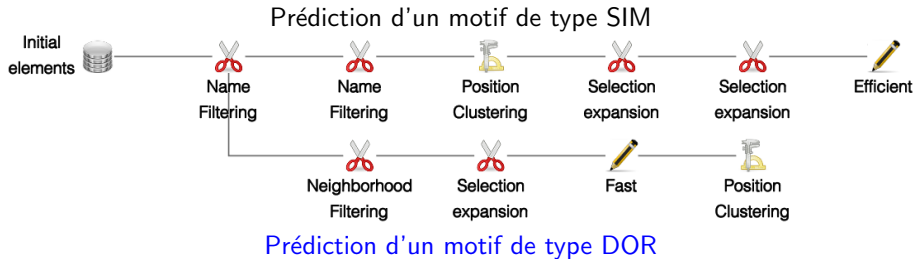 Prédiction d'un motif de type SIM
Initial
elements
Name
Filtering
Name
Filtering
Position
Clustering
Selection
expansion
Selection
expansion
Efficient
Neighborhood
Filtering
Selection
expansion
Fast
Position
Clustering
Prédiction d'un motif de type DOR